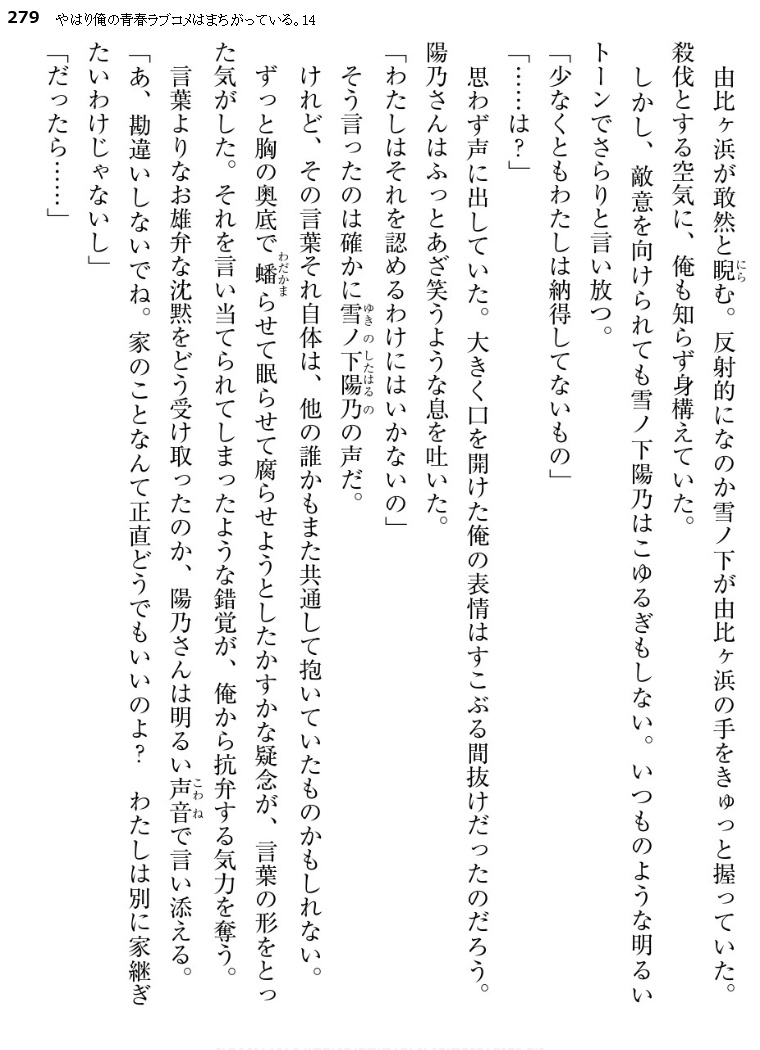 279 やはり俺の青春ラブコメはまちがっている。14
由比ヶ浜が敢然と睨む。反射的になのか雪ノ下が由比ヶ浜の手をきゅっと握っていた。
殺伐とする空気に、俺も知らず身構えていた。
しかし、敵意を向けられても雪ノ下陽乃はこゆるぎもしない。いつものような明るい
トーンでさらりと言い放つ。
「少なくともわたしは納得してないもの」
「……は?」
思わず声に出していた。大きく口を開けた俺の表情はすこぶる間抜けだったのだろう。
陽乃さんはふっとあざ笑うような息を吐いた。
「わたしはそれを認めるわけにはいかないの」
そう言ったのは確かに雪ノ下陽乃の声だ。
けれど、その言葉それ自体は、他の誰かもまた共通して抱いていたものかもしれない。
ずっと胸の奥底で蟠らせて眠らせて腐らせようとしたかすかな疑念が、言葉の形をとっ
た気がした。それを言い当てられてしまったような錯覚が、俺から抗弁する気力を奪う。
言葉よりなお雄弁な沈黙をどう受け取ったのか、陽乃さんは明るい声音で言い添える。
「あ、勘違いしないでね。家のことなんて正直どうでもいいのよ? わたしは別に家継ぎ
たいわけじゃないし」
「だったら……」